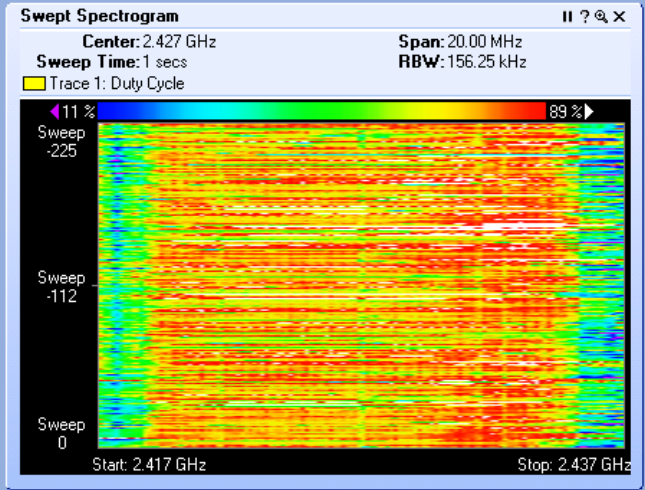 Swept Spectrogram
Center: 2.427 GHz Span: 20.00 MHz
Sweep Time: 1 secs RBW: 156.25 kHz
Trace 1: Duty Cycle
11 % 89 %
Sweep
-225
Sweep
-112
Sweep
0
Start: 2.417 GHz Stop: 2.437 GHz